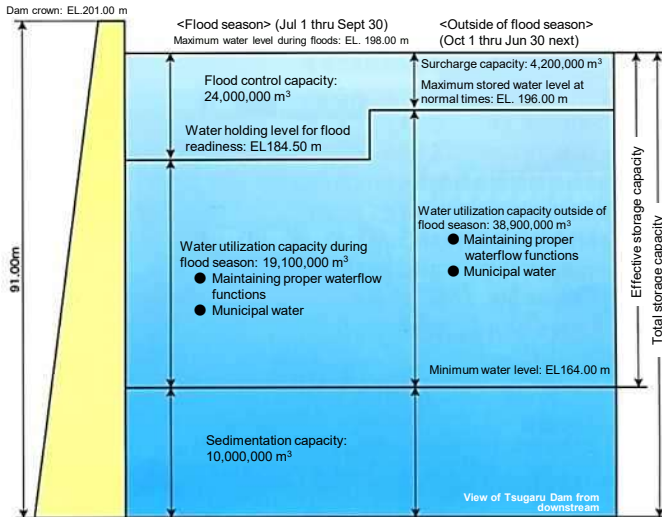 Dam crown: EL.201.00 m
<Flood season> (Jul 1 thru Sept 30)
Maximum water level during floods: EL. 198.00 m
<Outside of flood season>
(Oct 1 thru Jun 30 next)
Flood control capacity:
24,000,000 m³
Surcharge capacity: 4,200,000 m³
Maximum stored water level at
normal times: EL. 196.00 m
Water holding level for flood
readiness: EL184.50 m
Water utilization capacity during
flood season: 19,100,000 m³
● Maintaining proper waterflow
functions
● Municipal water
Water utilization capacity outside of
flood season: 38,900,000 m³
● Maintaining proper
waterflow functions
● Municipal water
Minimum water level: EL164.00 m
Sedimentation capacity:
10,000,000 m³
91.00m
Effective storage capacity
Total storage capacity
View of Tsugaru Dam from
downstream